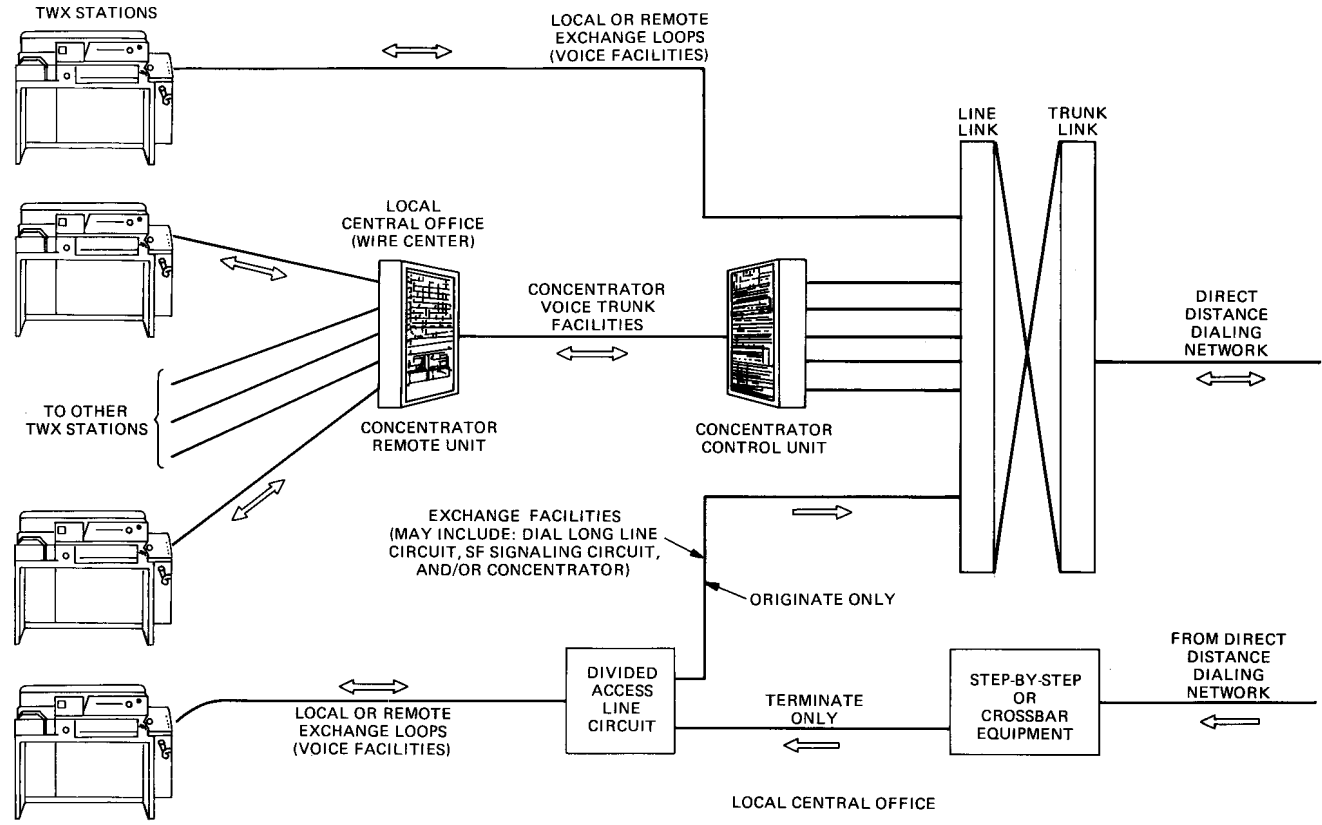 TWX STATIONS
LOCAL OR REMOTE
EXCHANGE LOOPS
(VOICE FACILITIES)
LINE
LINK
TRUNK
LINK
LOCAL
CENTRAL OFFICE
(WIRE CENTER)
CONCENTRATOR
VOICE TRUNK
FACILITIES
DIRECT
DISTANCE
DIALING
NETWORK
TO OTHER
TWX STATIONS
CONCENTRATOR
REMOTE UNIT
CONCENTRATOR
CONTROL UNIT
EXCHANGE FACILITIES
(MAY INCLUDE: DIAL LONG LINE
CIRCUIT, SF SIGNALING CIRCUIT,
AND/OR CONCENTRATOR)
ORIGINATE ONLY
FROM DIRECT
DISTANCE
DIALING
NETWORK
DIVIDED
ACCESS
LINE
CIRCUIT
STEP-BY-STEP
OR
CROSSBAR
EQUIPMENT
TERMINATE
ONLY
LOCAL OR REMOTE
EXCHANGE LOOPS
(VOICE FACILITIES)
LOCAL CENTRAL OFFICE